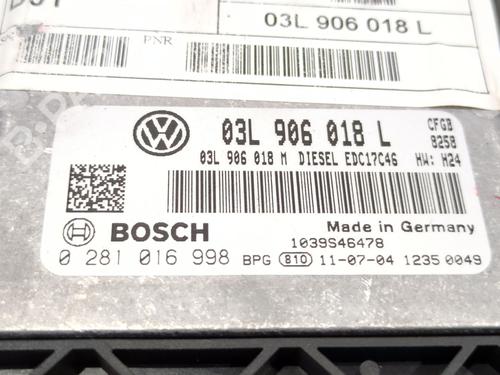 03L 906 018 L
PNR
03L 906 018 L CFGB
8258
03L 906 018 M DIESEL EDC17C46 HW: H24
BOSCH
Made in Germany
1039S46478
0 281 016 998 BPG 810 11-07-04 1235 0049